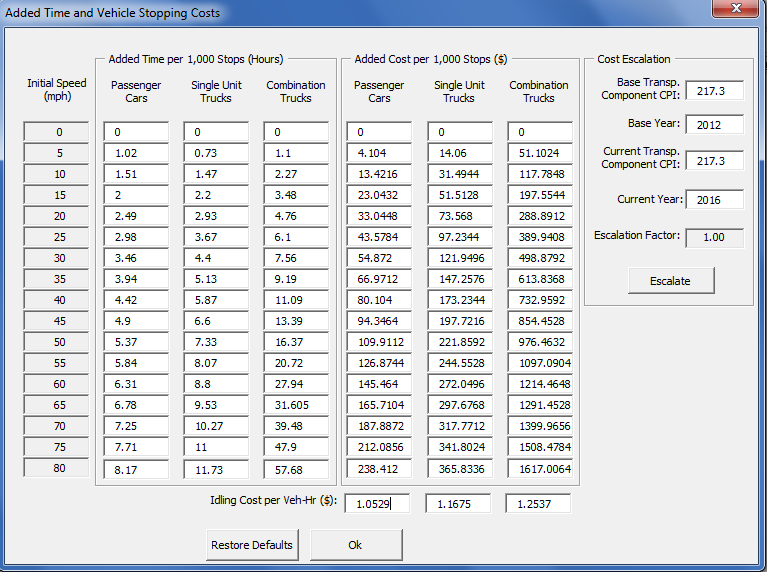 Added Time and Vehicle Stopping Costs
Added Time per 1,000 Stops (Hours) Added Cost per 1,000 Stops ($) Cost Escalation
Initial Speed (mph) Passenger Cars Single Unit Trucks Combination Trucks Passenger Cars Single Unit Trucks Combination Trucks
0 0 0 0 0 0 0
5 1.02 0.73 1.1 4.104 14.06 51.1024
10 1.51 1.47 2.27 13.4216 31.4944 117.7848
15 2 2.2 3.48 23.0432 51.5128 197.5544
20 2.49 2.93 4.76 33.0448 73.568 288.8912
25 2.98 3.67 6.1 43.5784 97.2344 389.9408
30 3.46 4.4 7.56 54.872 121.9496 498.8792
35 3.94 5.13 9.19 66.9712 147.2576 613.8368
40 4.42 5.87 11.09 80.104 173.2344 732.9592
45 4.9 6.6 13.39 94.3464 197.7216 854.4528
50 5.37 7.33 16.37 109.9112 221.8592 976.4632
55 5.84 8.07 20.72 126.8744 244.5528 1097.0904
60 6.31 8.8 27.94 145.464 272.0496 1214.4648
65 6.78 9.53 31.605 165.7104 297.6768 1291.4528
70 7.25 10.27 39.48 187.8872 317.7712 1399.9656
75 7.71 11 47.9 212.0856 341.8024 1508.4784
80 8.17 11.73 57.68 238.412 365.8336 1617.0064
Idling Cost per Veh-Hr ($): 1.0529 1.1675 1.2537
Base Transp. Component CPI: 217.3
Base Year: 2012
Current Transp. Component CPI: 217.3
Current Year: 2016
Escalation Factor: 1.00
Escalate
Restore Defaults Ok